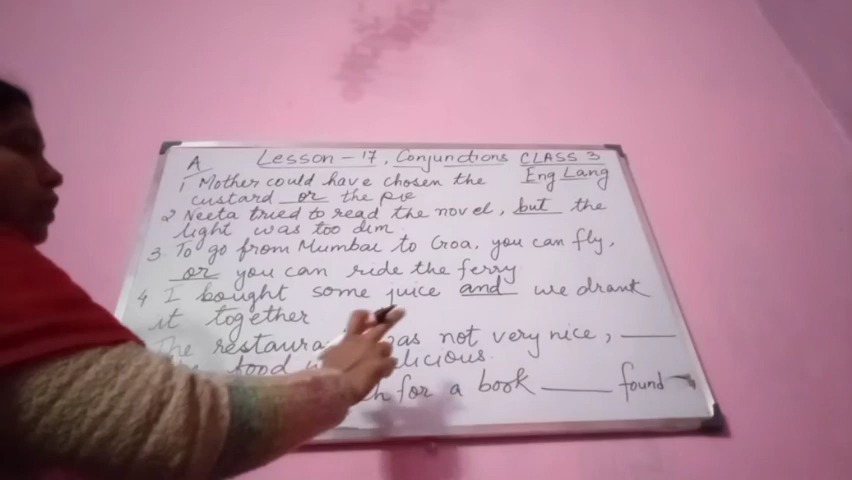 A Lesson - 17, Conjunctions CLASS 3
Eng Lang
1 Mother could have chosen the
custard or the pie
2 Neeta tried to read the novel, but the
light was too dim.
3. To go from Mumbai to Goa, you can fly,
or you can ride the ferry
4 I bought some juice and we drank
it together
The restaura as not very nice, ____
food licious.
for a book ____ found